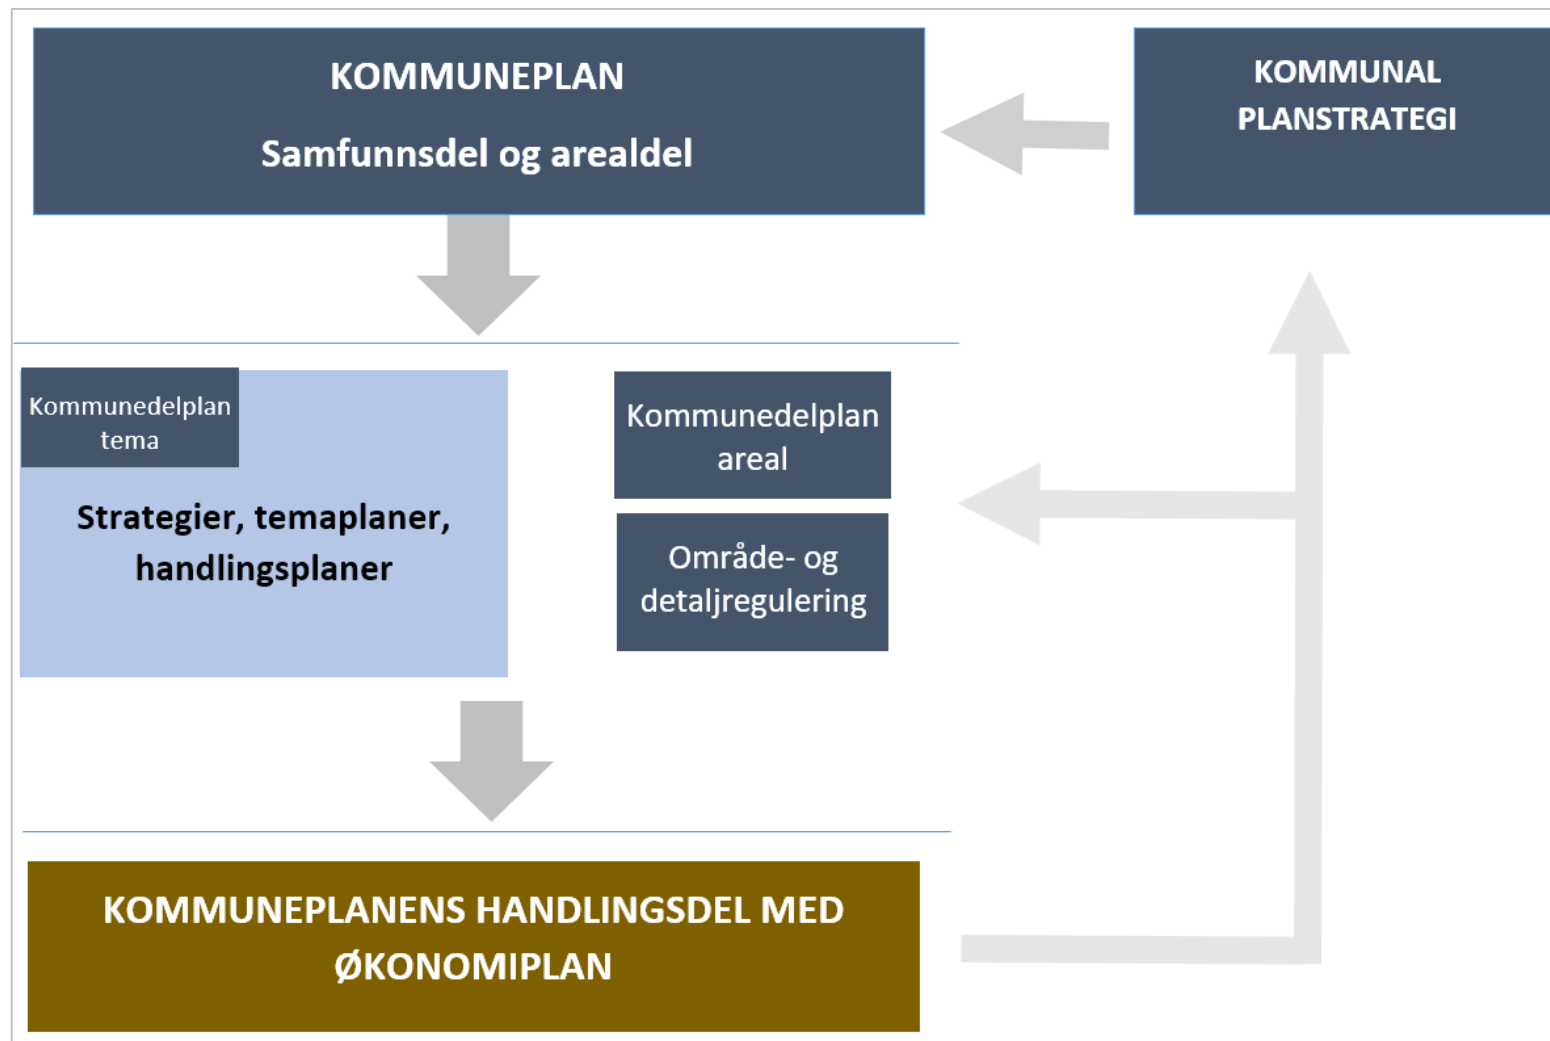 KOMMUNEPLAN
Samfunnsdel og arealdel
KOMMUNAL
PLANSTRATEGI
Kommunedelplan
tema
Strategier, temaplaner,
handlingsplaner
Kommunedelplan
areal
Område- og
detaljregulering
KOMMUNEPLANENS HANDLINGSDEL MED
ØKONOMIPLAN